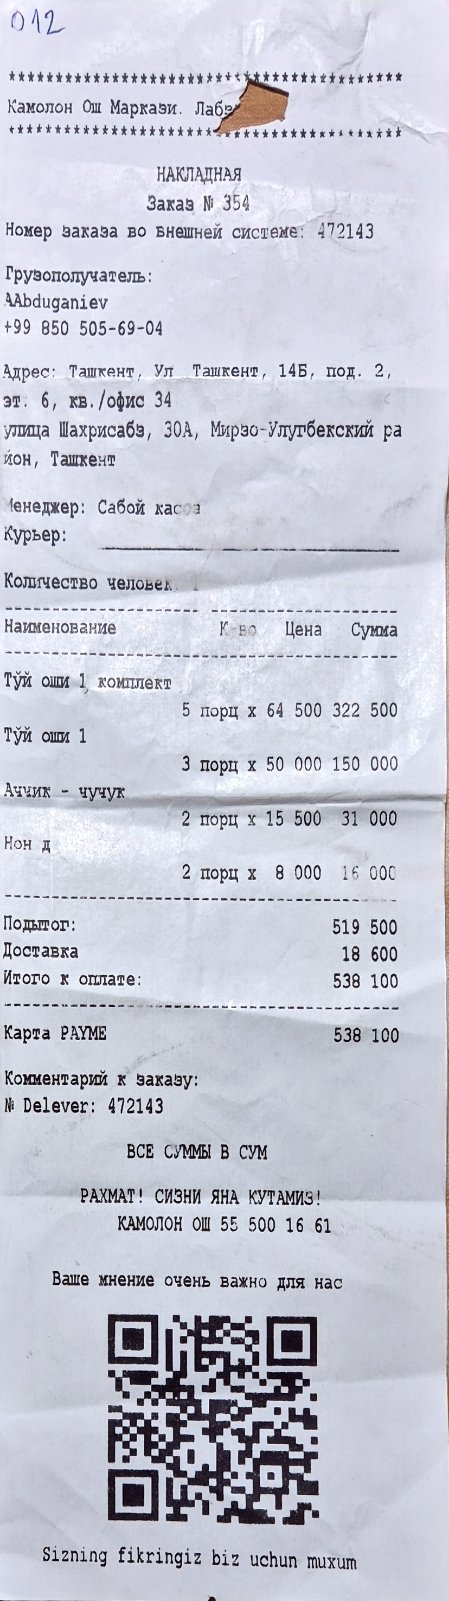 012
******************************************
Камолон Ош Маркази.
******************************************
НАКЛАДНАЯ
Заказ № 354
Номер заказа во внешней системе: 472143
Грузополучатель:
AAbduganiev
+99 850 505-69-04
Адрес: Ташкент, Ул Ташкент, 14Б, под. 2,
эт. 6, кв./офис 34
улица Шахрисабз, 30А, Мирзо-Улугбекский ра
йон, Ташкент
Менеджер: Сабой касса
Курьер:
Количество человек:
Наименование К-во Цена Сумма
Тўй оши 1 комплект
5 порц x 64 500 322 500
Тўй оши 1
3 порц x 50 000 150 000
Аччик - чучук
2 порц x 15 500 31 000
Нон д
2 порц x 8 000 16 000
Подытог: 519 500
Доставка 18 600
Итого к оплате: 538 100
Карта PAYME 538 100
Комментарий к заказу:
№ Delever: 472143
ВСЕ СУММЫ В СУМ
РАХМАТ! СИЗНИ ЯНА КУТАМИЗ!
КАМОЛОН ОШ 55 500 16 61
Ваше мнение очень важно для нас
Sizning fikringiz biz uchun muxum